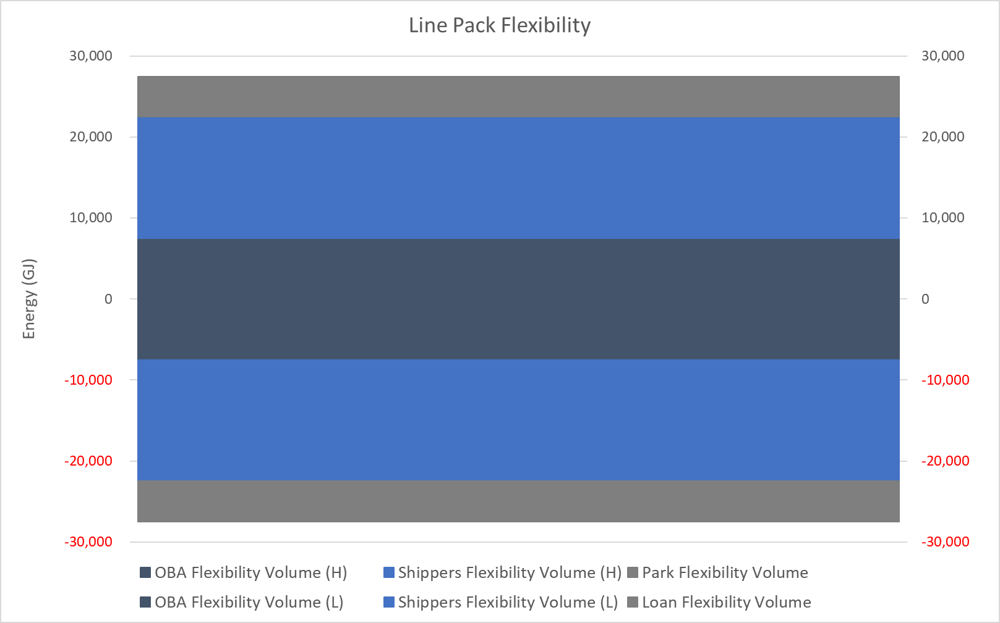 Line Pack Flexibility
30,000 30,000
20,000 20,000
10,000 10,000
Energy (GJ)
0 0
-10,000 -10,000
-20,000 -20,000
-30,000 -30,000
OBA Flexibility Volume (H) Shippers Flexibility Volume (H) Park Flexibility Volume
OBA Flexibility Volume (L) Shippers Flexibility Volume (L) Loan Flexibility Volume